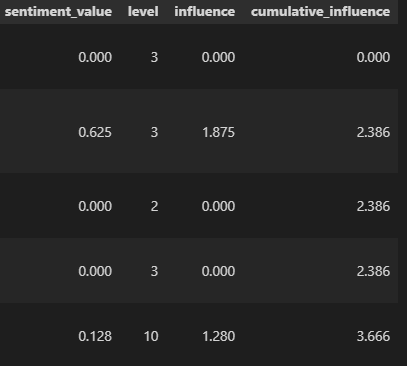 sentiment_value level influence cumulative_influence
0.000 3 0.000 0.000
0.625 3 1.875 2.386
0.000 2 0.000 2.386
0.000 3 0.000 2.386
0.128 10 1.280 3.666